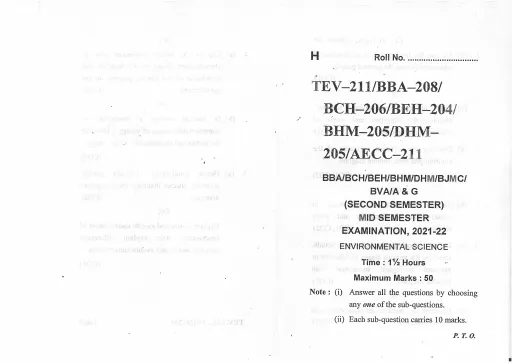 H Roll No. ..............................
TEV–211/BBA–208/
BCH–206/BEH–204/
BHM–205/DHM–
205/AECC–211
BBA/BCH/BEH/BHM/DHM/BJMC/
BVA/A & G
(SECOND SEMESTER)
MID SEMESTER
EXAMINATION, 2021-22
ENVIRONMENTAL SCIENCE
Time : 1½ Hours
Maximum Marks : 50
Note : (i) Answer all the questions by choosing
any one of the sub-questions.
(ii) Each sub-question carries 10 marks.
P. T. O.